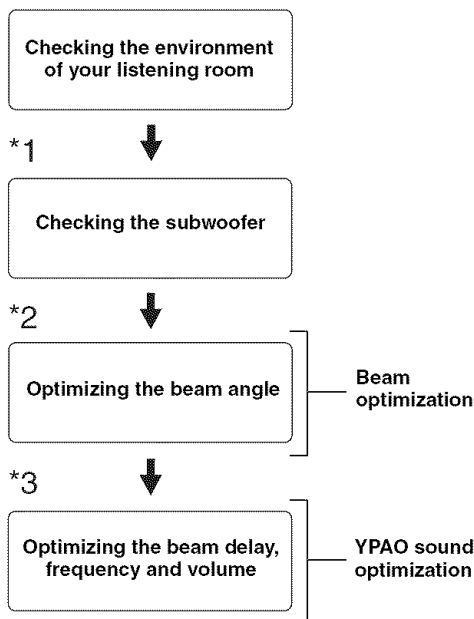 Checking the environment
of your listening room
*1
Checking the subwoofer
*2
Optimizing the beam angle
Beam
optimization
*3
Optimizing the beam delay,
frequency and volume
YPAO sound
optimization